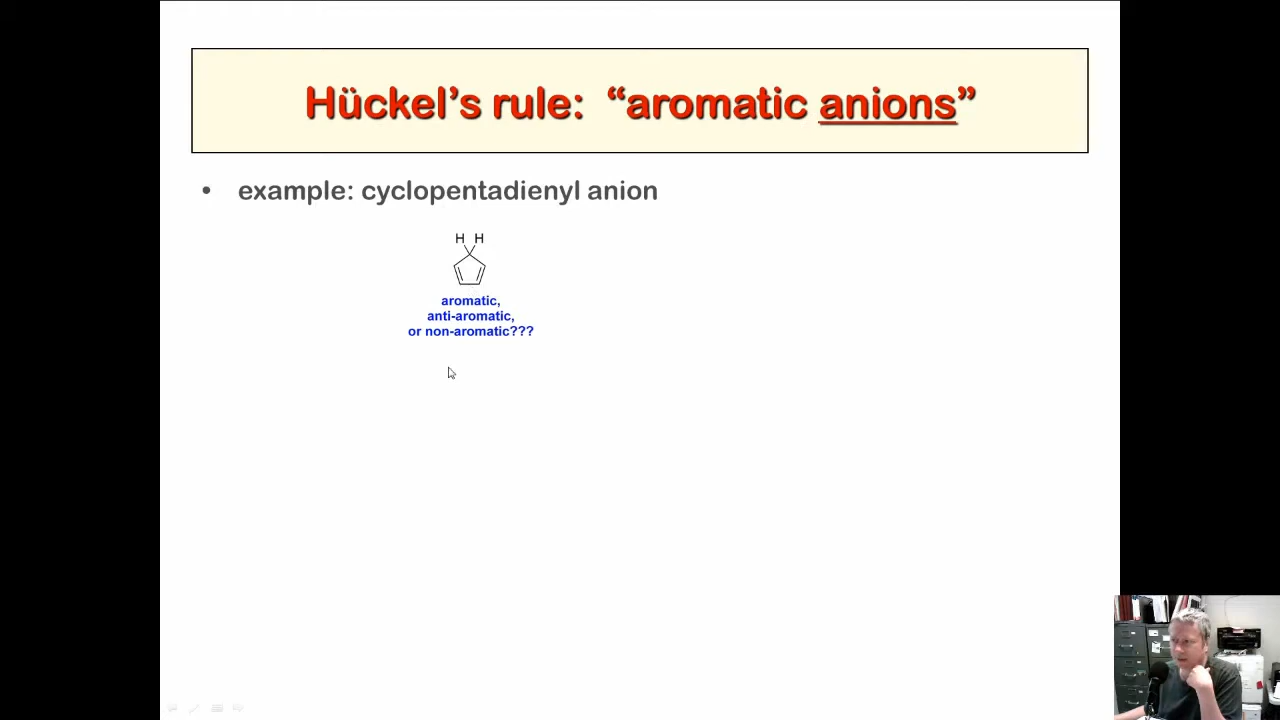 Hückel’s rule: “aromatic anions”
• example: cyclopentadienyl anion
H H
aromatic,
anti-aromatic,
or non-aromatic???